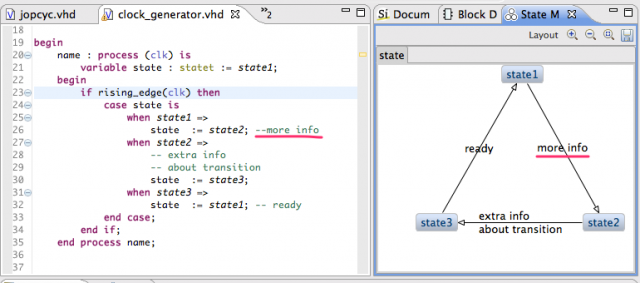 jopcyc.vhd
clock_generator.vhd
2
18
19 begin
20 name : process (clk) is
21 variable state : statet := state1;
22 begin
23 if rising_edge(clk) then
24 case state is
25 when state1 =>
26 state := state2; --more info
27 when state2 =>
28 -- extra info
29 -- about transition
30 state := state3;
31 when state3 =>
32 state := state1; -- ready
33 end case;
34 end if;
35 end process name;
36
37
Si Docum
Block D
State M
Layout
state
state1
ready
more info
state3
extra info
about transition
state2